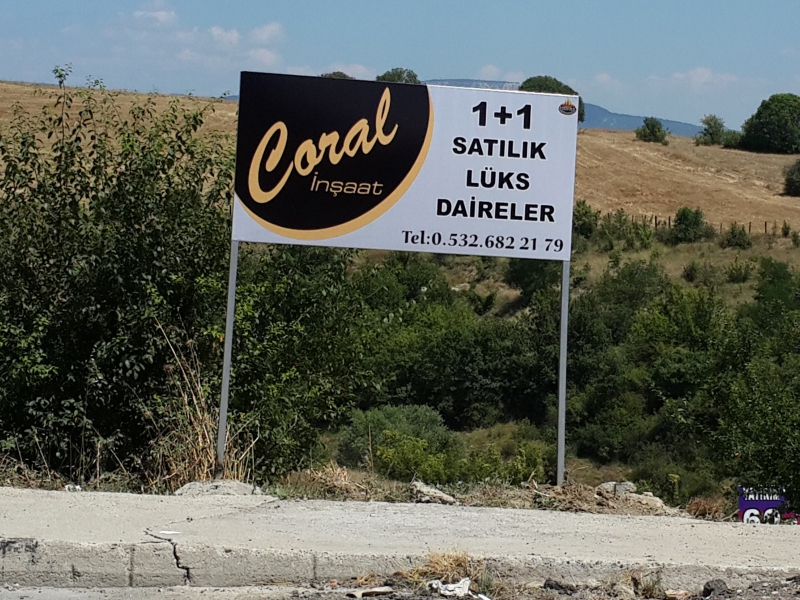 Coral
İnşaat
1+1
SATILIK
LÜKS
DAİRELER
Tel:0.532.682 21 79